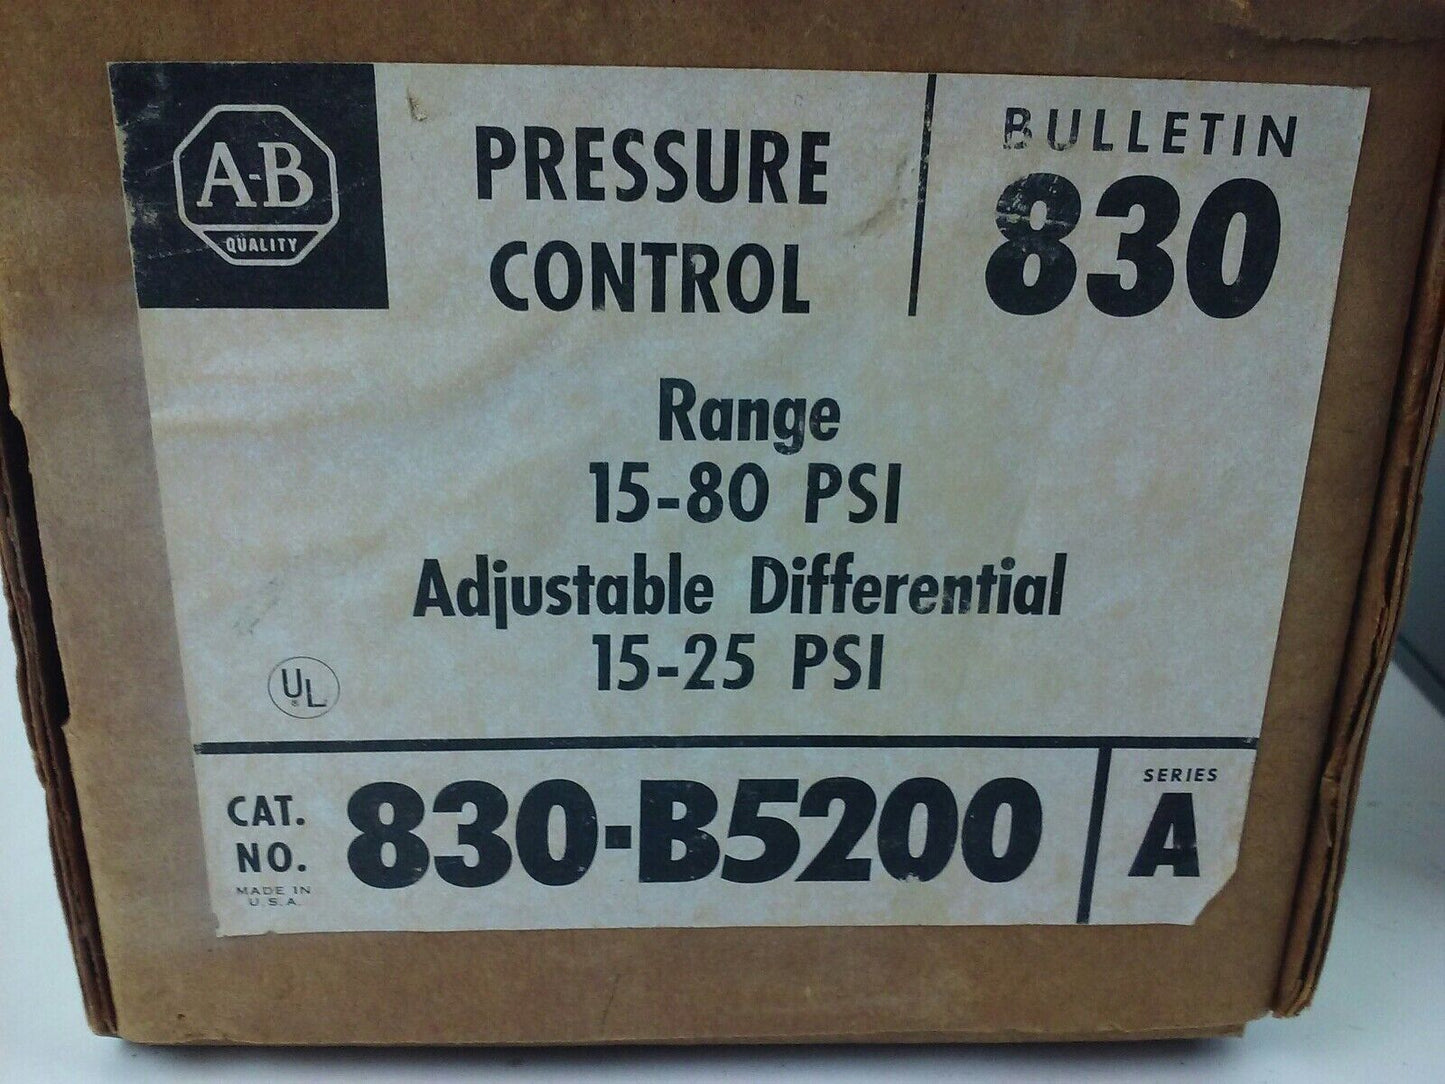 A-B
QUALITY
PRESSURE
CONTROL
BULLETIN
830
Range
15-80 PSI
Adjustable Differential
15-25 PSI
UL
®
CAT.
NO.
MADE IN
U.S.A.
830-B5200
SERIES
A